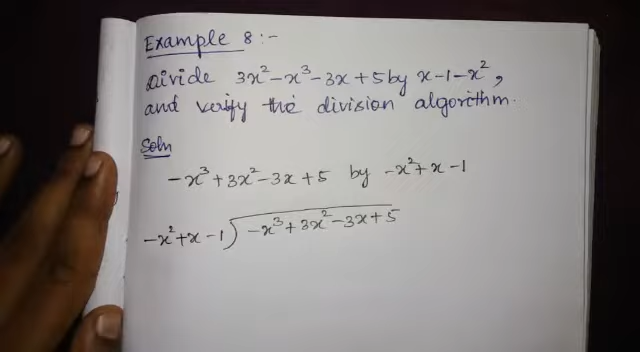 Example 8 :-
Divide 3x² - x³ - 3x + 5 by x - 1 - x²,
and verify the division algorithm.
Soln
-x³ + 3x² - 3x + 5 by -x² + x - 1
-x² + x - 1 ) -x³ + 3x² - 3x + 5